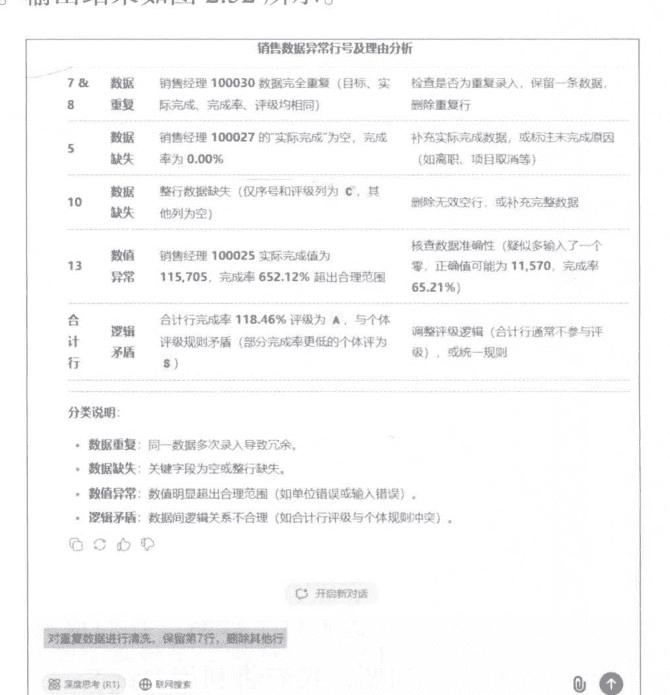 输出结果如图 2.52 所示。
销售数据异常行号及理由分析
7 & 数据 销售经理 100030 数据完全重复（目标、实 检查是否为重复录入，保留一条数据，
8 重复 际完成、完成率、评级均相同） 删除重复行
数据 销售经理 100027 的“实际完成”为空，完成 补充实际完成数据，或标注未完成原因
5
缺失 率为 0.00% （如离职、项目取消等）
数据 整行数据缺失（仅序号和评级列为 C，其
10 删除无效空行，或补充完整数据
缺失 他列为空）
核查数据准确性（疑似多输入了一个
数值 销售经理 100025 实际完成值为
13 零，正确值可能为 11,570，完成率
异常 115,705，完成率 652.12% 超出合理范围
65.21%）
合 合计行完成率 118.46% 评级为 A，与个体
逻辑 调整评级逻辑（合计行通常不参与评
计 评级规则矛盾（部分完成率更低的个体评为
矛盾 级），或统一规则
行 S）
分类说明：
• 数据重复：同一数据多次录入导致冗余。
• 数据缺失：关键字段为空或整行缺失。
• 数值异常：数值明显超出合理范围（如单位错误或输入错误）。
• 逻辑矛盾：数据间逻辑关系不合理（如合计行评级与个体规则冲突）。
开启新对话
对重复数据进行清洗，保留第7行，删除其他行
深度思考 (R1) 联网搜索